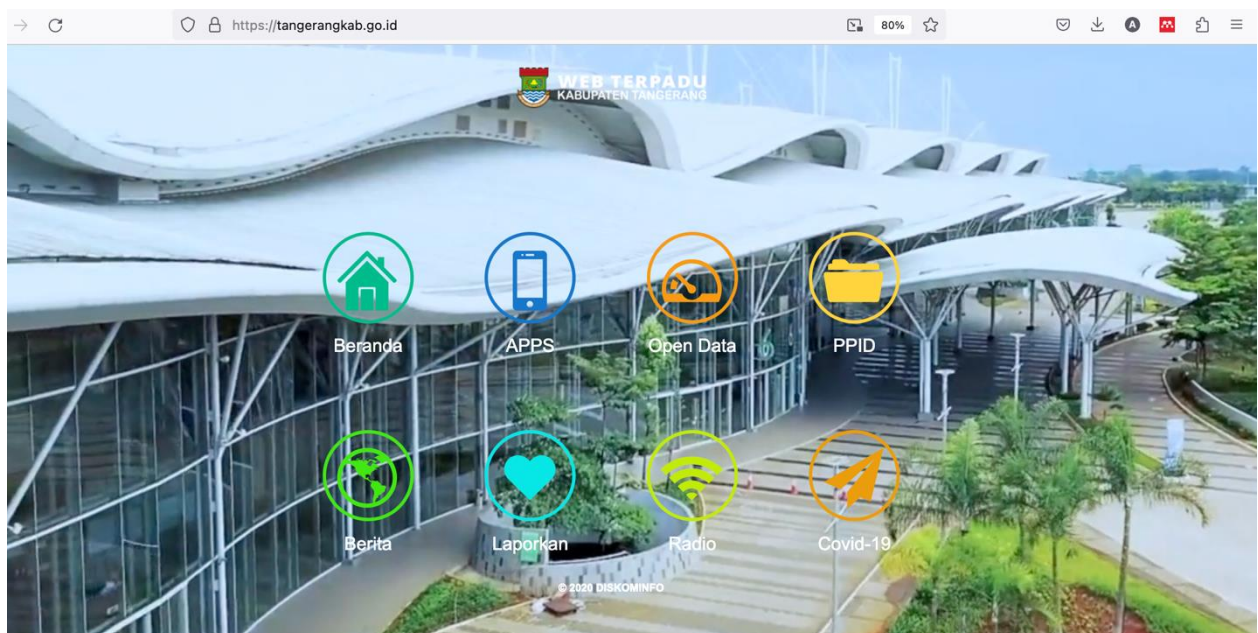 https://tangerangkab.go.id
80%
A
WEB TERPADU
KABUPATEN TANGERANG
Beranda
APPS
Open Data
PPID
Berita
Laporkan
Radio
Covid-19
© 2020 DISKOMINFO